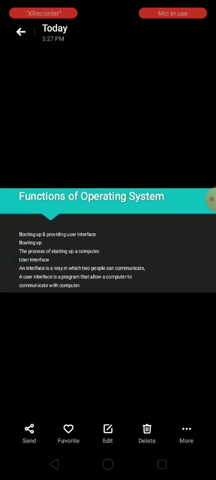 "XRecorder"
Mic in use
Today
5:27 PM
Functions of Operating System
Booting up & providing user interface
Booting up
The process of starting up a computer.
User Interface
An interface is a way in which two people can communicate,
A user interface is a program that allow a computer to
communicate with computer.
Send
Favorite
Edit
Delete
More